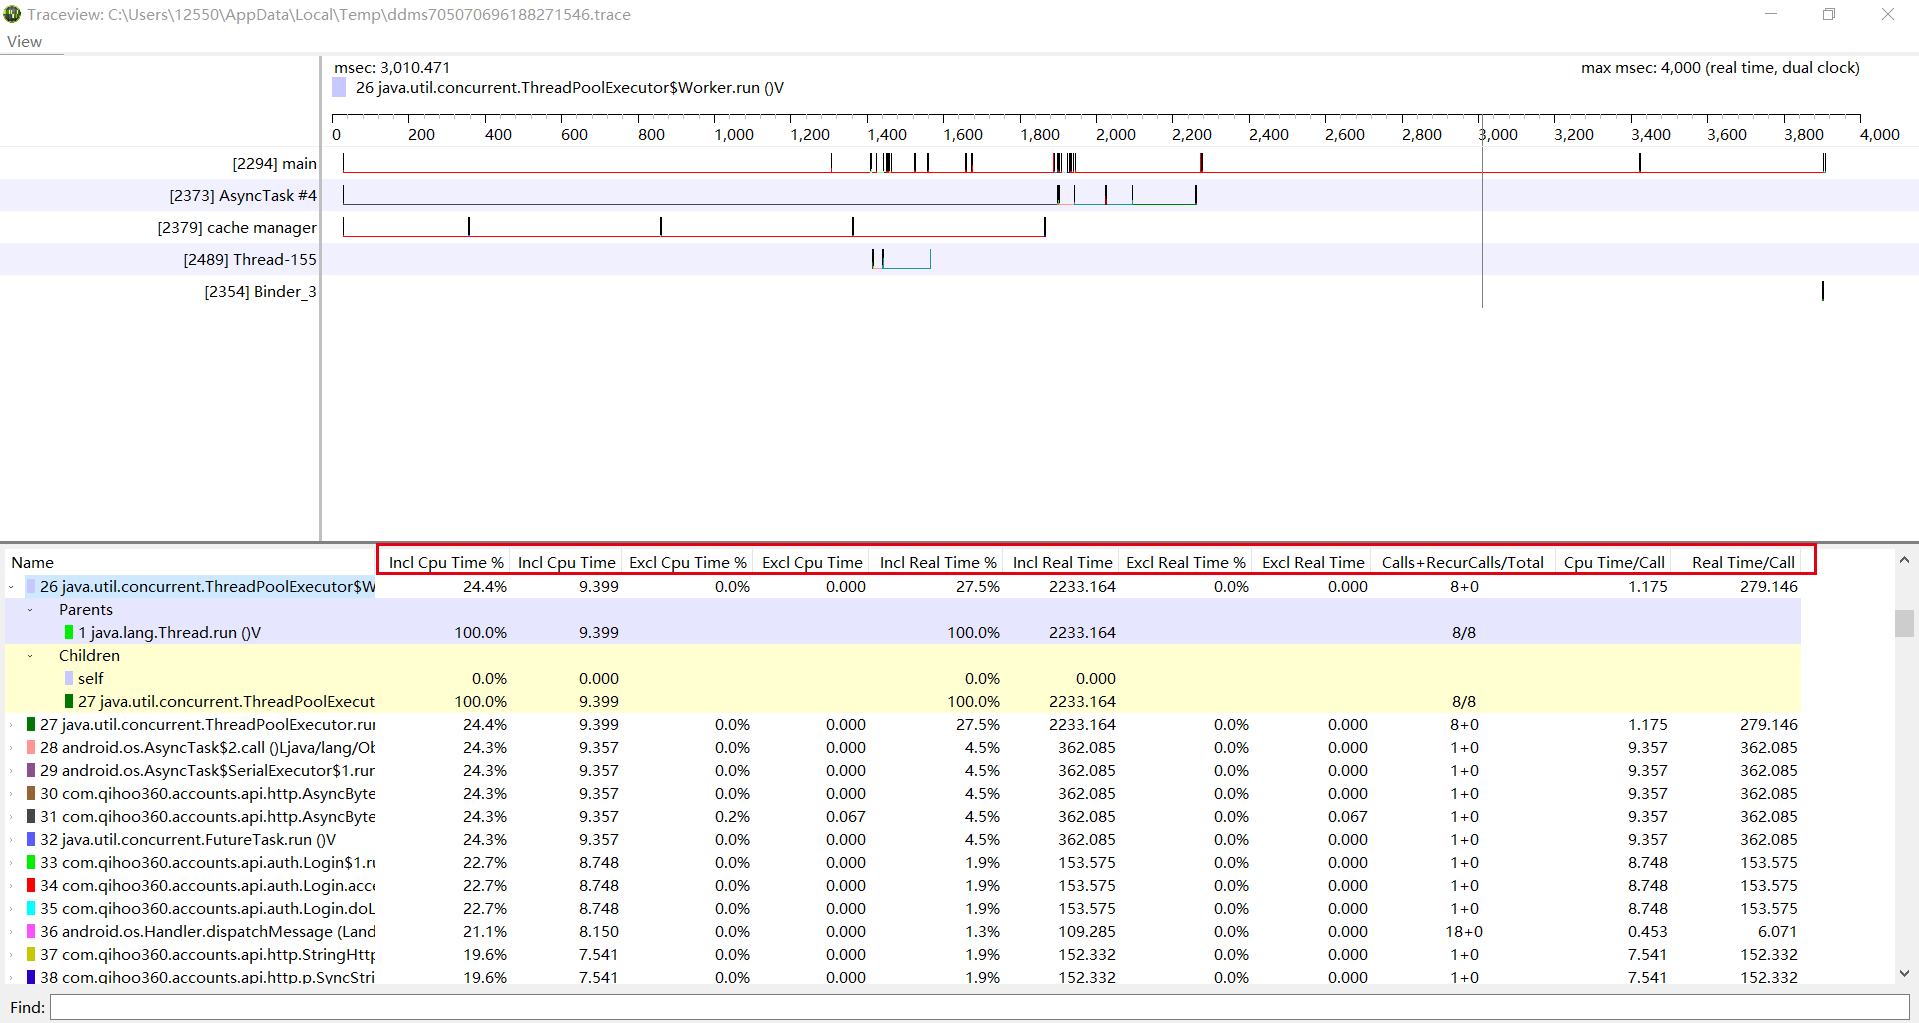 Traceview: C:\Users\12550\AppData\Local\Temp\ddms705070696188271546.trace
View
msec: 3,010.471 max msec: 4,000 (real time, dual clock)
26 java.util.concurrent.ThreadPoolExecutor$Worker.run ()V
0 200 400 600 800 1,000 1,200 1,400 1,600 1,800 2,000 2,200 2,400 2,600 2,800 3,000 3,200 3,400 3,600 3,800 4,000
[2294] main
[2373] AsyncTask #4
[2379] cache manager
[2489] Thread-155
[2354] Binder_3
Name Incl Cpu Time % Incl Cpu Time Excl Cpu Time % Excl Cpu Time Incl Real Time % Incl Real Time Excl Real Time % Excl Real Time Calls+RecurCalls/Total Cpu Time/Call Real Time/Call
26 java.util.concurrent.ThreadPoolExecutor$W 24.4% 9.399 0.0% 0.000 27.5% 2233.164 0.0% 0.000 8+0 1.175 279.146
Parents
1 java.lang.Thread.run ()V 100.0% 9.399 100.0% 2233.164 8/8
Children
self 0.0% 0.000 0.0% 0.000
27 java.util.concurrent.ThreadPoolExecut 100.0% 9.399 100.0% 2233.164 8/8
27 java.util.concurrent.ThreadPoolExecutor.rur 24.4% 9.399 0.0% 0.000 27.5% 2233.164 0.0% 0.000 8+0 1.175 279.146
28 android.os.AsyncTask$2.call ()Ljava/lang/Ob 24.3% 9.357 0.0% 0.000 4.5% 362.085 0.0% 0.000 1+0 9.357 362.085
29 android.os.AsyncTask$SerialExecutor$1.rur 24.3% 9.357 0.0% 0.000 4.5% 362.085 0.0% 0.000 1+0 9.357 362.085
30 com.qihoo360.accounts.api.http.AsyncByte 24.3% 9.357 0.0% 0.000 4.5% 362.085 0.0% 0.000 1+0 9.357 362.085
31 com.qihoo360.accounts.api.http.AsyncByte 24.3% 9.357 0.2% 0.067 4.5% 362.085 0.0% 0.067 1+0 9.357 362.085
32 java.util.concurrent.FutureTask.run ()V 24.3% 9.357 0.0% 0.000 4.5% 362.085 0.0% 0.000 1+0 9.357 362.085
33 com.qihoo360.accounts.api.auth.Login$1.ru 22.7% 8.748 0.0% 0.000 1.9% 153.575 0.0% 0.000 1+0 8.748 153.575
34 com.qihoo360.accounts.api.auth.Login.acce 22.7% 8.748 0.0% 0.000 1.9% 153.575 0.0% 0.000 1+0 8.748 153.575
35 com.qihoo360.accounts.api.auth.Login.doL 22.7% 8.748 0.0% 0.000 1.9% 153.575 0.0% 0.000 1+0 8.748 153.575
36 android.os.Handler.dispatchMessage (Land 21.1% 8.150 0.0% 0.000 1.3% 109.285 0.0% 0.000 18+0 0.453 6.071
37 com.qihoo360.accounts.api.http.StringHttp 19.6% 7.541 0.0% 0.000 1.9% 152.332 0.0% 0.000 1+0 7.541 152.332
38 com.qihoo360.accounts.api.http.p.SyncStri 19.6% 7.541 0.0% 0.000 1.9% 152.332 0.0% 0.000 1+0 7.541 152.332
Find: